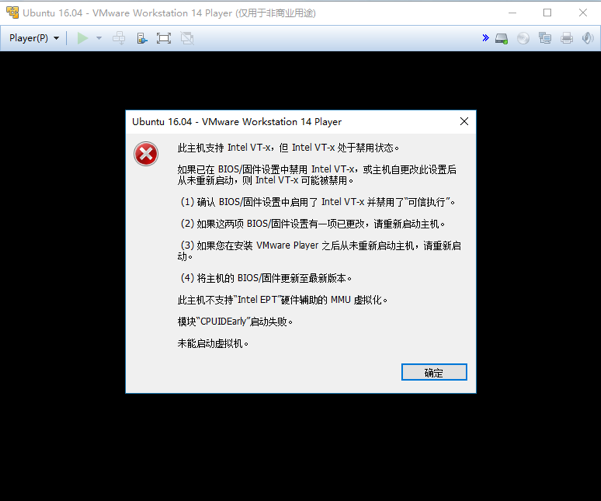 Ubuntu 16.04 - VMware Workstation 14 Player (仅用于非商业用途)
Player(P)
Ubuntu 16.04 - VMware Workstation 14 Player
此主机支持 Intel VT-x，但 Intel VT-x 处于禁用状态。
如果已在 BIOS/固件设置中禁用 Intel VT-x，或主机自更改此设置后
从未重新启动，则 Intel VT-x 可能被禁用。
(1) 确认 BIOS/固件设置中启用了 Intel VT-x 并禁用了“可信执行”。
(2) 如果这两项 BIOS/固件设置有一项已更改，请重新启动主机。
(3) 如果您在安装 VMware Player 之后从未重新启动主机，请重新启
动。
(4) 将主机的 BIOS/固件更新至最新版本。
此主机不支持“Intel EPT”硬件辅助的 MMU 虚拟化。
模块“CPUIDEarly”启动失败。
未能启动虚拟机。
确定